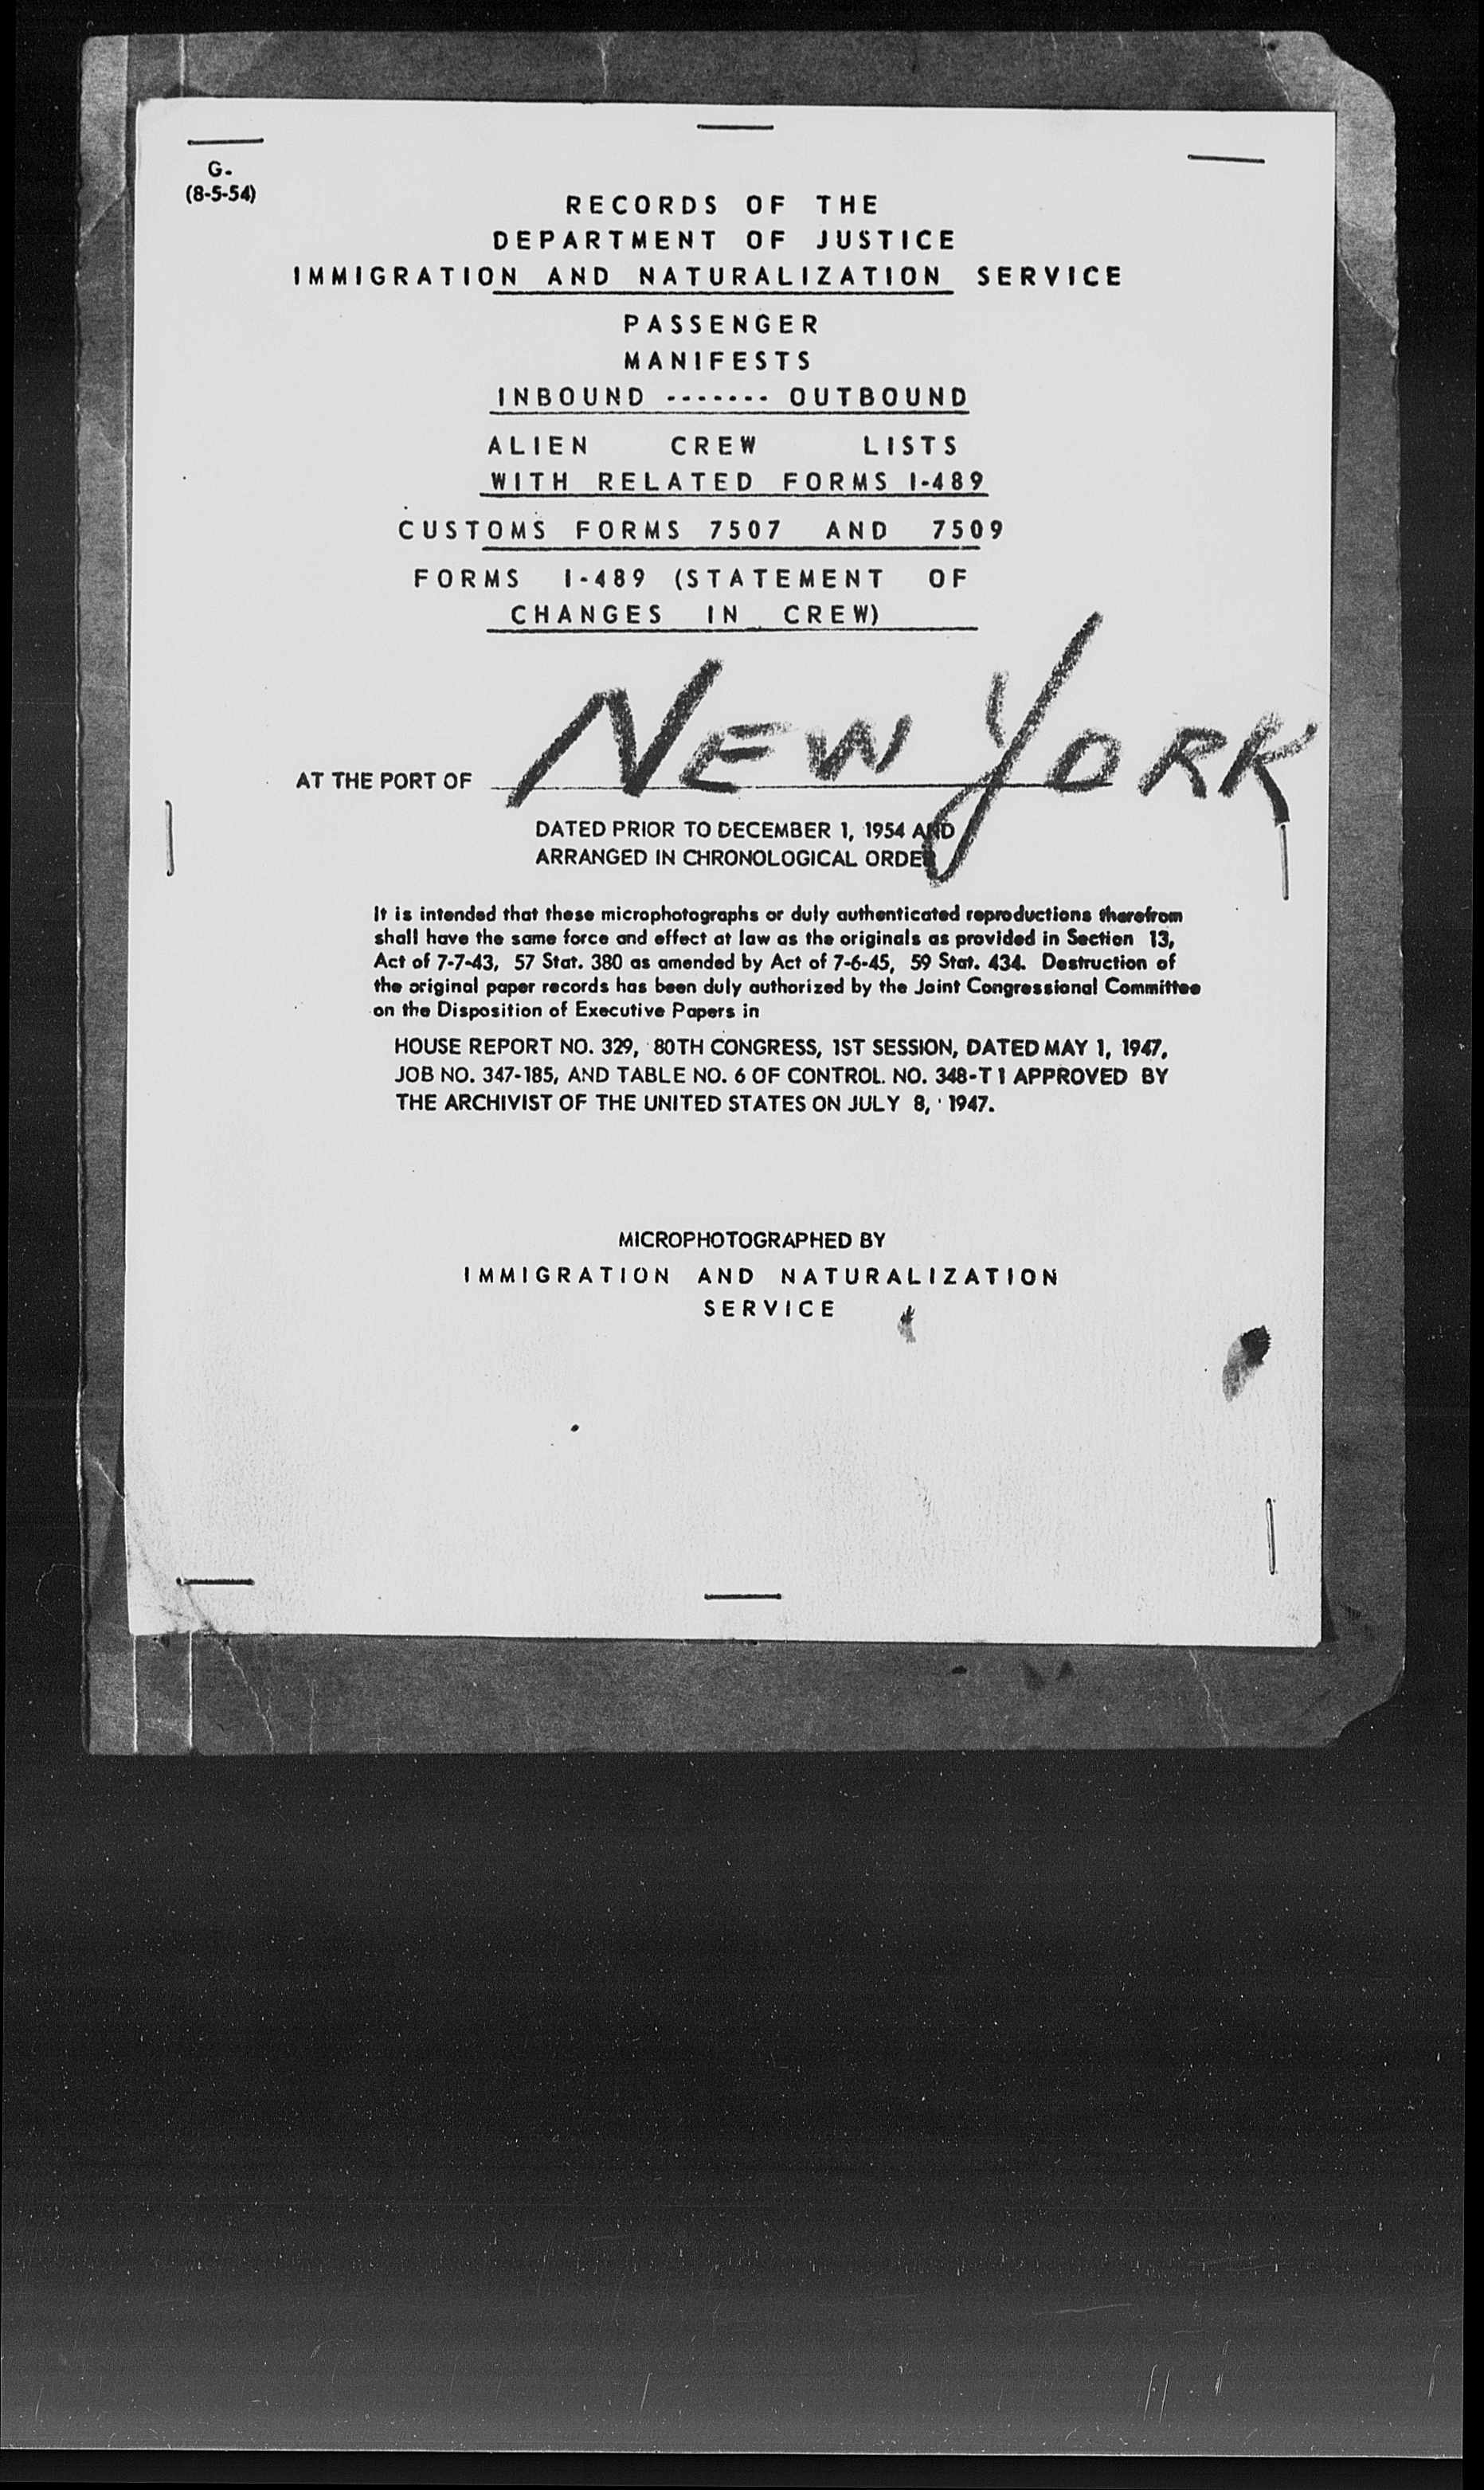 G-
(8-5-54)
RECORDS OF THE
DEPARTMENT OF JUSTICE
IMMIGRATION AND NATURALIZATION SERVICE
PASSENGER
MANIFESTS
INBOUND ------- OUTBOUND
ALIEN CREW LISTS
WITH RELATED FORMS I-489
CUSTOMS FORMS 7507 AND 7509
FORMS I-489 (STATEMENT OF
CHANGES IN CREW)
AT THE PORT OF NEW YORK
DATED PRIOR TO DECEMBER 1, 1954 AND
ARRANGED IN CHRONOLOGICAL ORDER
It is intended that these microphotographs or duly authenticated reproductions therefrom
shall have the same force and effect at law as the originals as provided in Section 13,
Act of 7-7-43, 57 Stat. 380 as amended by Act of 7-6-45, 59 Stat. 434. Destruction of
the original paper records has been duly authorized by the Joint Congressional Committee
on the Disposition of Executive Papers in
HOUSE REPORT NO. 329, 80TH CONGRESS, 1ST SESSION, DATED MAY 1, 1947,
JOB NO. 347-185, AND TABLE NO. 6 OF CONTROL. NO. 348-T1 APPROVED BY
THE ARCHIVIST OF THE UNITED STATES ON JULY 8, 1947.
MICROPHOTOGRAPHED BY
IMMIGRATION AND NATURALIZATION
SERVICE